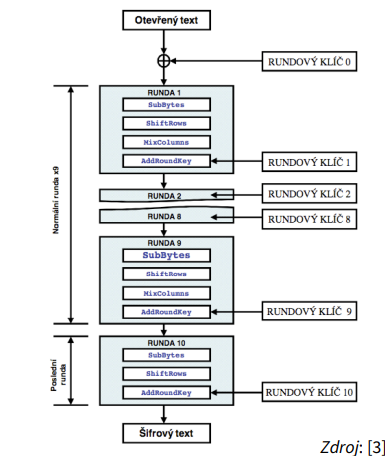 Otevřený text
RUNDOVÝ KLÍČ 0
RUNDA 1
SubBytes
ShiftRows
MixColumns
AddRoundKey
RUNDOVÝ KLÍČ 1
RUNDA 2
RUNDOVÝ KLÍČ 2
RUNDA 8
RUNDOVÝ KLÍČ 8
Normální runda x9
RUNDA 9
SubBytes
ShiftRows
MixColumns
AddRoundKey
RUNDOVÝ KLÍČ 9
Poslední
runda
RUNDA 10
SubBytes
ShiftRows
AddRoundKey
RUNDOVÝ KLÍČ 10
Šifrový text
Zdroj: [3]